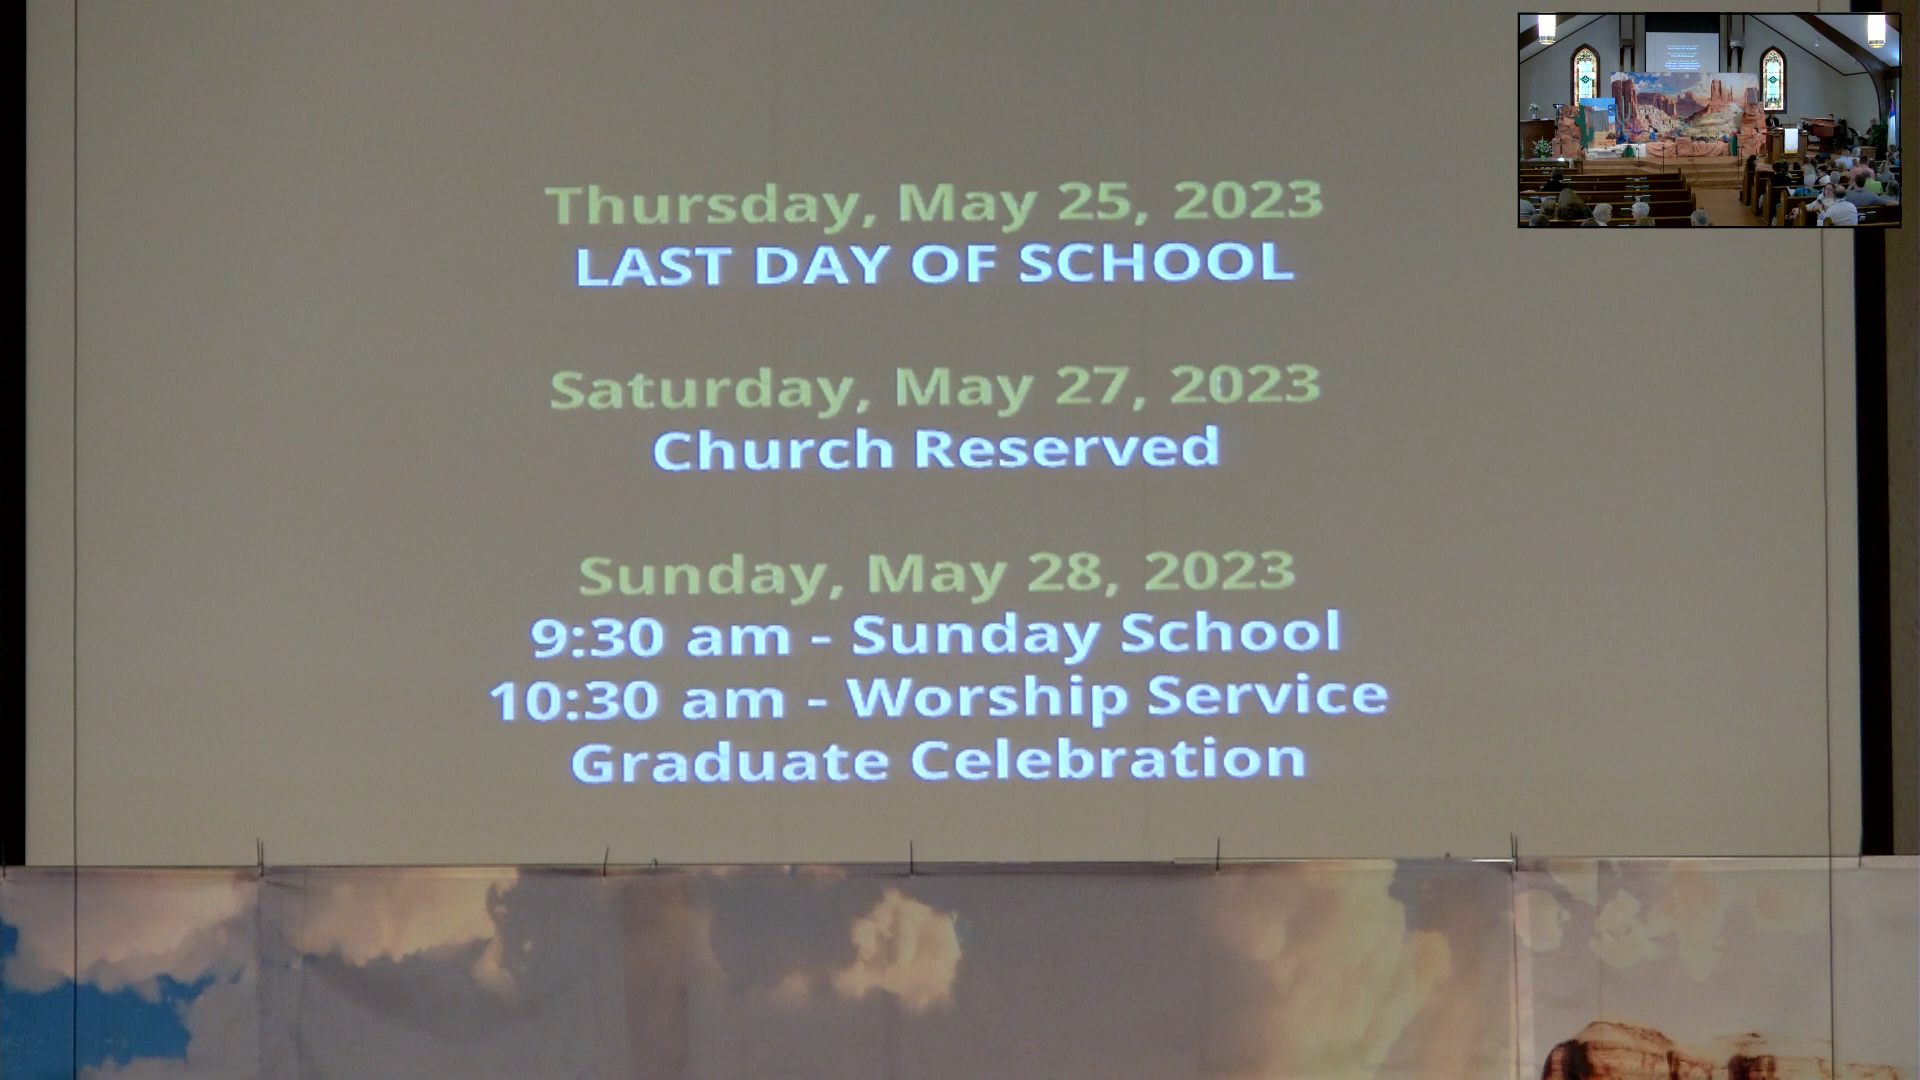 Thursday, May 25, 2023
LAST DAY OF SCHOOL
Saturday, May 27, 2023
Church Reserved
Sunday, May 28, 2023
9:30 am - Sunday School
10:30 am - Worship Service
Graduate Celebration